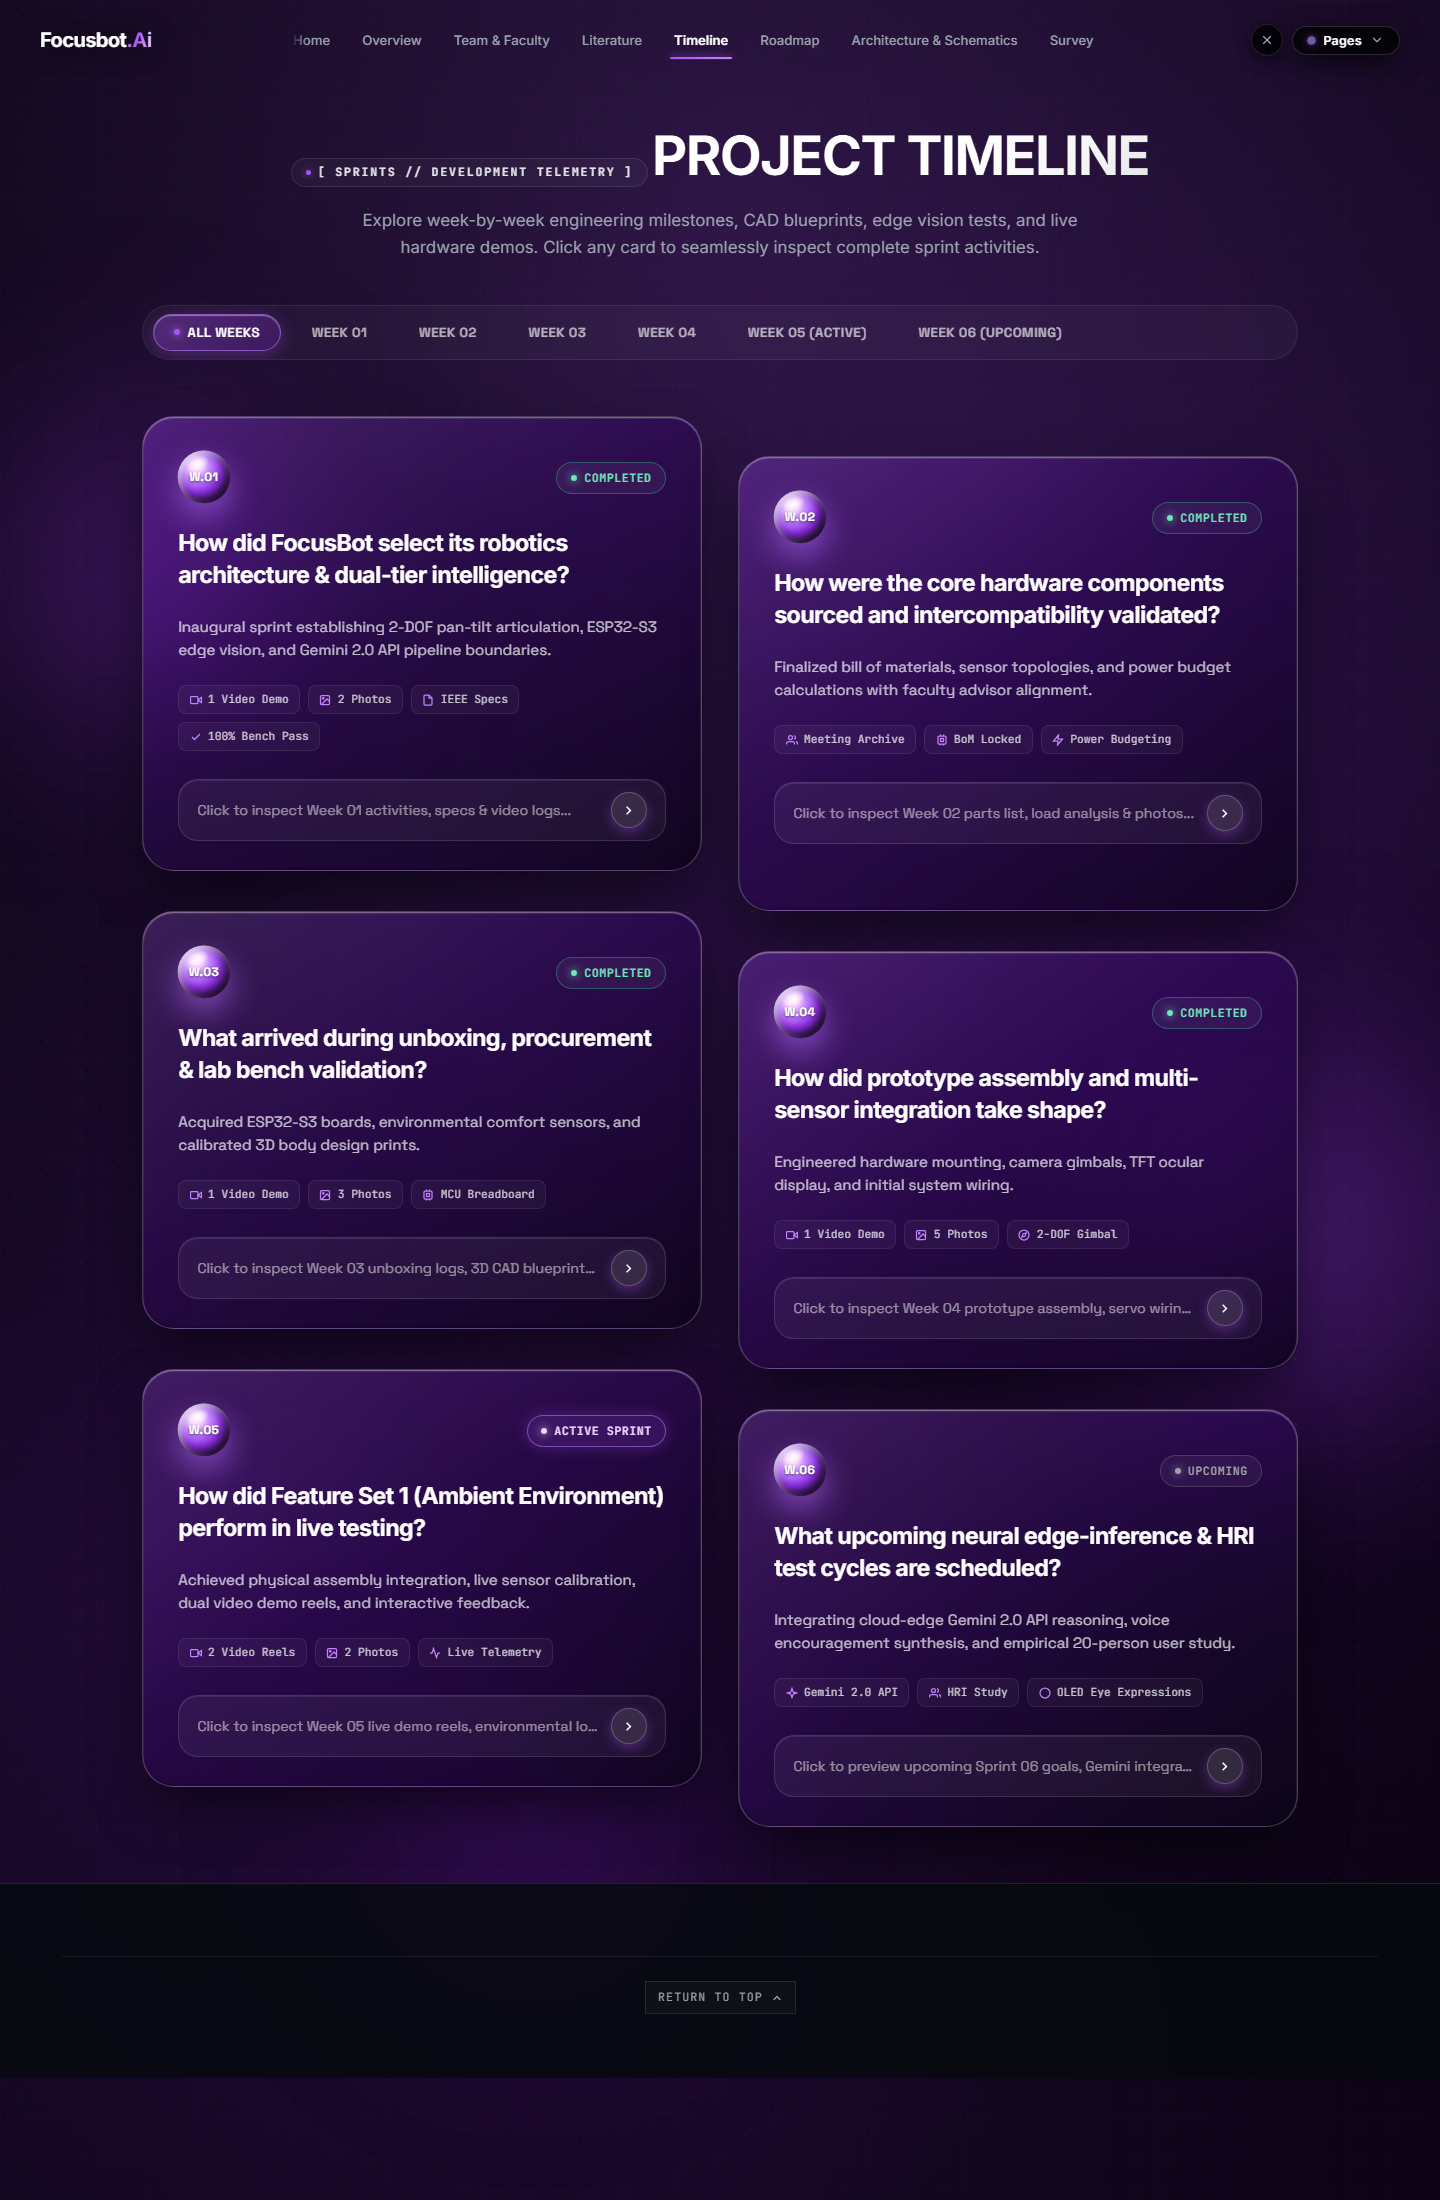 Focusbot.Ai
Home Overview Team & Faculty Literature Timeline Roadmap Architecture & Schematics Survey
Pages
[ SPRINTS // DEVELOPMENT TELEMETRY ] PROJECT TIMELINE
Explore week-by-week engineering milestones, CAD blueprints, edge vision tests, and live
hardware demos. Click any card to seamlessly inspect complete sprint activities.
ALL WEEKS WEEK 01 WEEK 02 WEEK 03 WEEK 04 WEEK 05 (ACTIVE) WEEK 06 (UPCOMING)
W.01 COMPLETED
How did FocusBot select its robotics
architecture & dual-tier intelligence?
Inaugural sprint establishing 2-DOF pan-tilt articulation, ESP32-S3
edge vision, and Gemini 2.0 API pipeline boundaries.
1 Video Demo 2 Photos IEEE Specs
100% Bench Pass
Click to inspect Week 01 activities, specs & video logs...
W.02 COMPLETED
How were the core hardware components
sourced and intercompatibility validated?
Finalized bill of materials, sensor topologies, and power budget
calculations with faculty advisor alignment.
Meeting Archive BoM Locked Power Budgeting
Click to inspect Week 02 parts list, load analysis & photos...
W.03 COMPLETED
What arrived during unboxing, procurement
& lab bench validation?
Acquired ESP32-S3 boards, environmental comfort sensors, and
calibrated 3D body design prints.
1 Video Demo 3 Photos MCU Breadboard
Click to inspect Week 03 unboxing logs, 3D CAD blueprint...
W.04 COMPLETED
How did prototype assembly and multi-
sensor integration take shape?
Engineered hardware mounting, camera gimbals, TFT ocular
display, and initial system wiring.
1 Video Demo 5 Photos 2-DOF Gimbal
Click to inspect Week 04 prototype assembly, servo wirin...
W.05 ACTIVE SPRINT
How did Feature Set 1 (Ambient Environment)
perform in live testing?
Achieved physical assembly integration, live sensor calibration,
dual video demo reels, and interactive feedback.
2 Video Reels 2 Photos Live Telemetry
Click to inspect Week 05 live demo reels, environmental lo...
W.06 UPCOMING
What upcoming neural edge-inference & HRI
test cycles are scheduled?
Integrating cloud-edge Gemini 2.0 API reasoning, voice
encouragement synthesis, and empirical 20-person user study.
Gemini 2.0 API HRI Study OLED Eye Expressions
Click to preview upcoming Sprint 06 goals, Gemini integra...
RETURN TO TOP